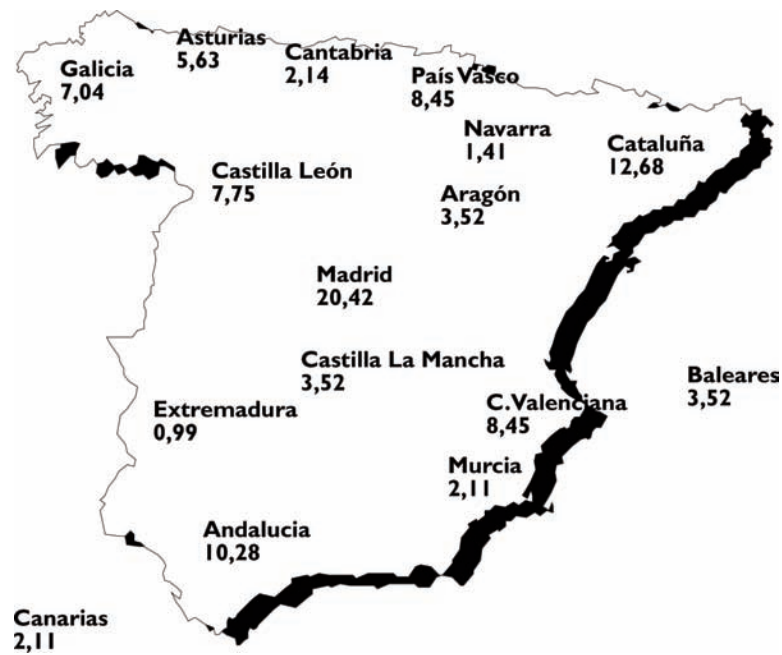 Asturias
5,63
Cantabria
2,14
Galicia
7,04
País Vasco
8,45
Navarra
1,41
Cataluña
12,68
Castilla León
7,75
Aragón
3,52
Madrid
20,42
Castilla La Mancha
3,52
Baleares
3,52
Extremadura
0,99
C.Valenciana
8,45
Murcia
2,11
Andalucia
10,28
Canarias
2,11